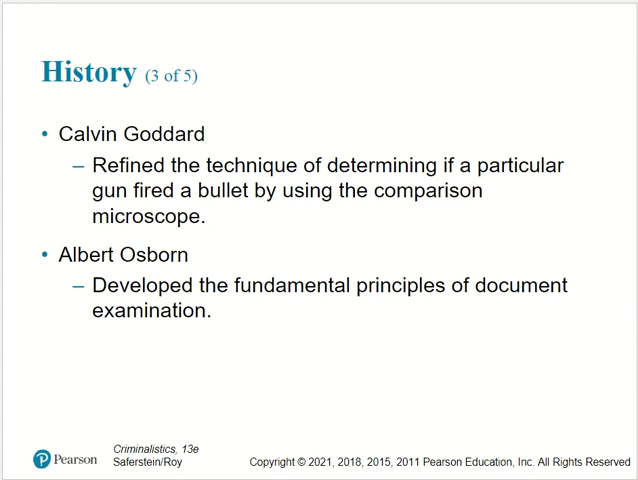 History (3 of 5)
• Calvin Goddard
– Refined the technique of determining if a particular
gun fired a bullet by using the comparison
microscope.
• Albert Osborn
– Developed the fundamental principles of document
examination.
Pearson
Criminalistics, 13e
Saferstein/Roy
Copyright © 2021, 2018, 2015, 2011 Pearson Education, Inc. All Rights Reserved